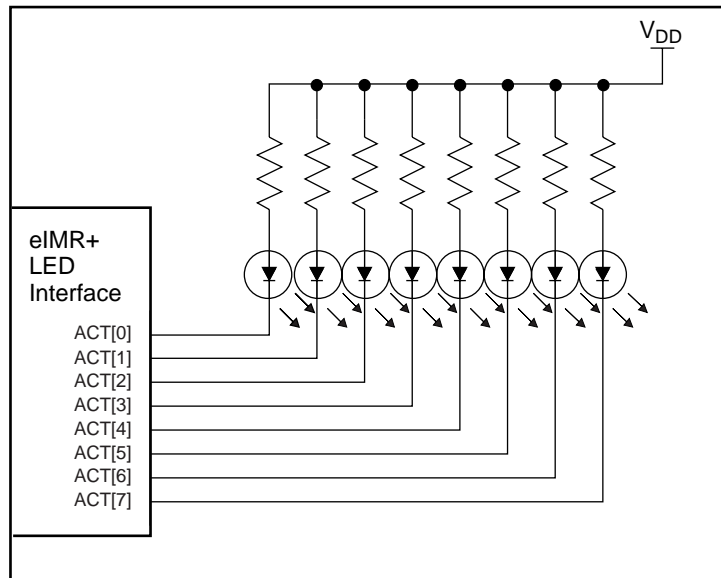 VDD
eIMR+
LED
Interface
ACT[0]
ACT[1]
ACT[2]
ACT[3]
ACT[4]
ACT[5]
ACT[6]
ACT[7]